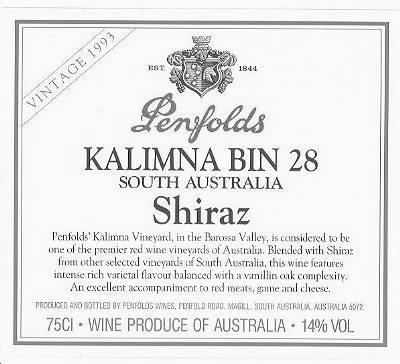 VINTAGE 1993
EST. 1844
Penfolds
KALIMNA BIN 28
SOUTH AUSTRALIA
Shiraz
Penfolds' Kalimna Vineyard, in the Barossa Valley, is considered to be
one of the premier red wine vineyards of Australia. Blended with Shiraz
from other selected vineyards of South Australia, this wine features
intense rich varietal flavour balanced with a vanillin oak complexity.
An excellent accompaniment to red meats, game and cheese.
PRODUCED AND BOTTLED BY PENFOLDS WINES, PENFOLD ROAD, MAGILL, SOUTH AUSTRALIA, AUSTRALIA 5072.
75Cl • WINE PRODUCE OF AUSTRALIA • 14% VOL